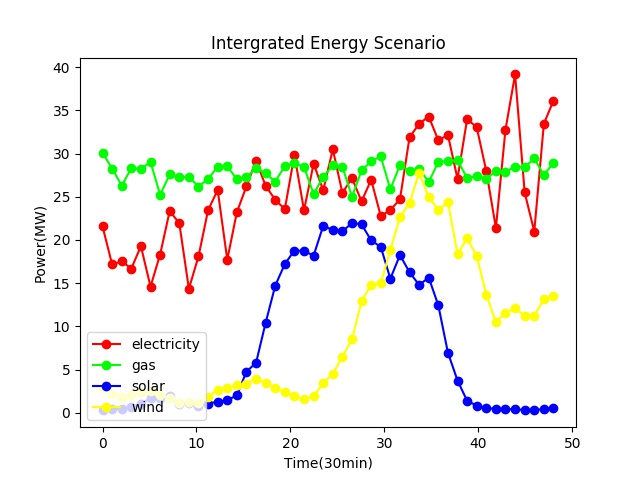 Intergrated Energy Scenario
40
35
30
25
20
15
10
5
0
Power(MW)
electricity
gas
solar
wind
0 10 20 30 40 50
Time(30min)